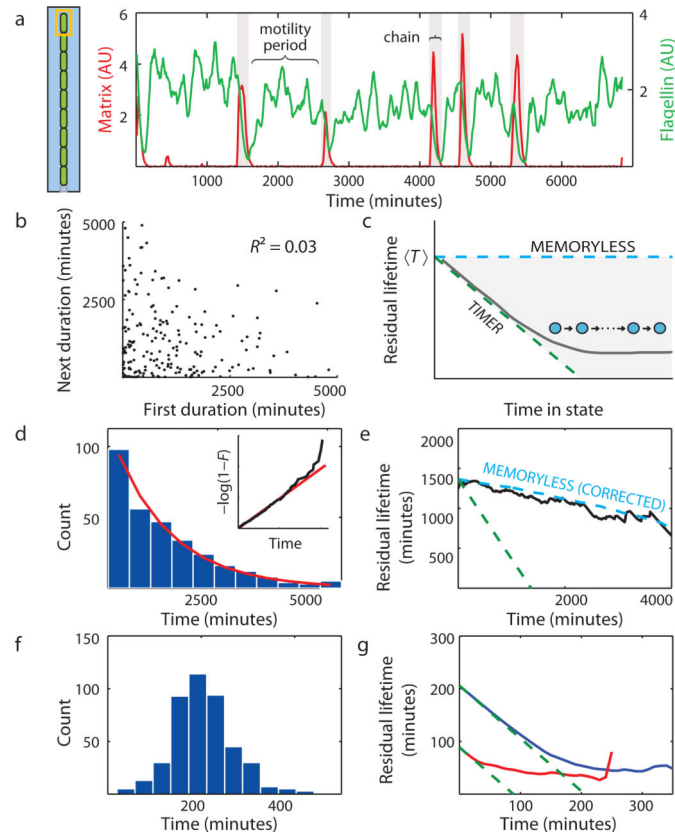 a
6
4
2
Matrix (AU)
motility
period
chain
4
2
Flagellin (AU)
1000
2000
3000
4000
5000
6000
Time (minutes)
b
5000
2500
Next duration (minutes)
R² = 0.03
2500
5000
First duration (minutes)
c
⟨T⟩
Residual lifetime
MEMORYLESS
TIMER
Time in state
d
100
50
Count
−log(1−F)
Time
2500
5000
Time (minutes)
e
2000
1500
1000
500
Residual lifetime
(minutes)
MEMORYLESS (CORRECTED)
2000
4000
Time (minutes)
f
150
100
50
Count
200
400
Time (minutes)
g
300
200
100
Residual lifetime
(minutes)
100
200
300
Time (minutes)